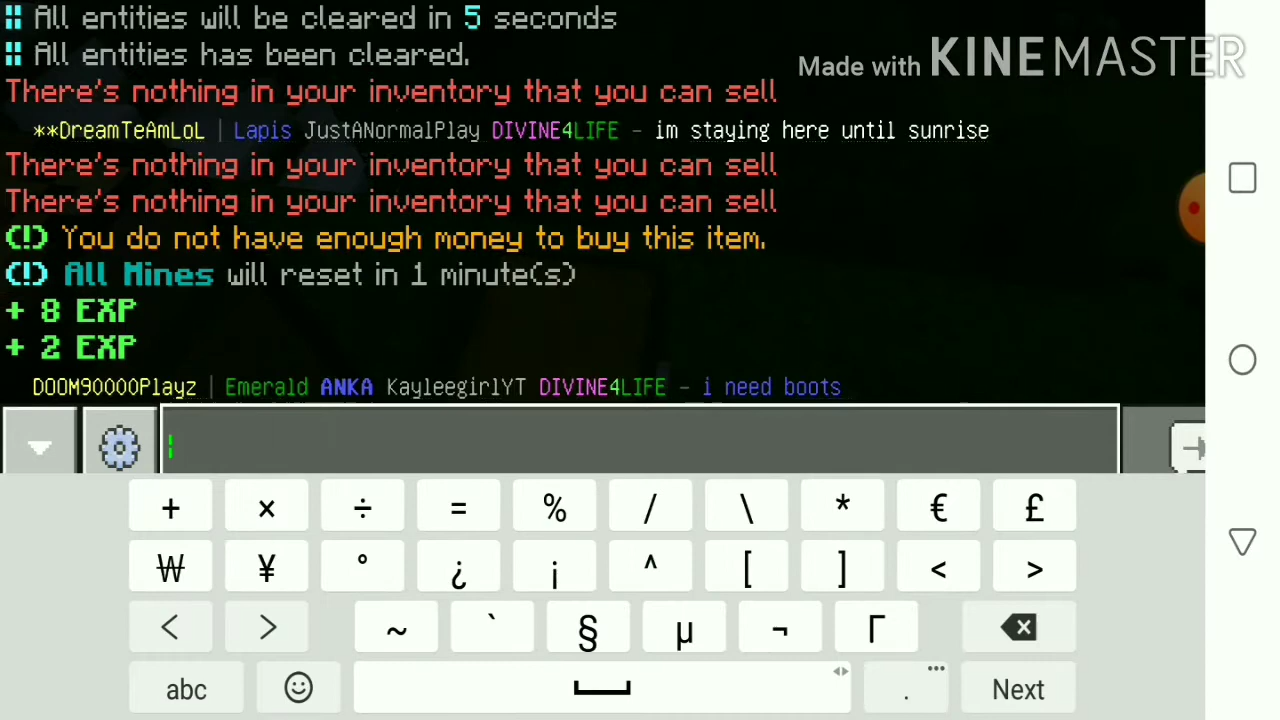 ¦¦ All entities will be cleared in 5 seconds
¦¦ All entities has been cleared.
Made with KINEMASTER
There's nothing in your inventory that you can sell
**DreamTeAmLoL | Lapis JustANormalPlay DIVINE4LIFE - im staying here until sunrise
There's nothing in your inventory that you can sell
There's nothing in your inventory that you can sell
(!) You do not have enough money to buy this item.
(!) All Mines will reset in 1 minute(s)
+ 8 EXP
+ 2 EXP
DOOM90000Playz | Emerald ANKA KayleegirlYT DIVINE4LIFE - i need boots
+ × ÷ = % / \ * € £
₩ ¥ ° ¿ ¡ ^ [ ] < >
< > ~ ` § µ ¬ Γ
abc . Next